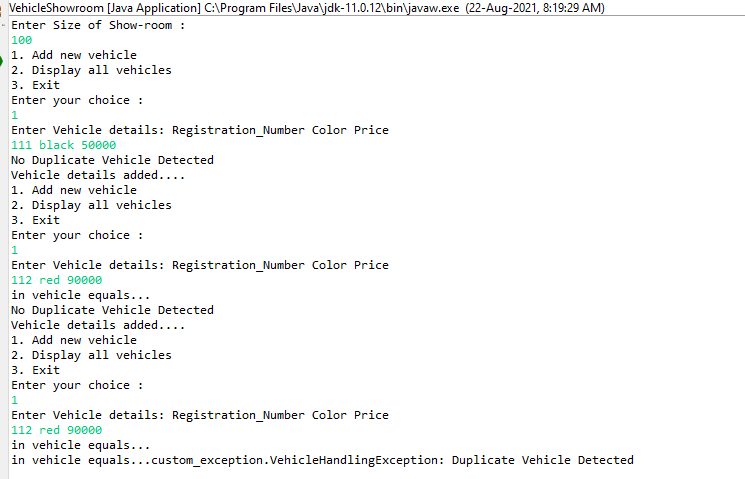 VehicleShowroom [Java Application] C:\Program Files\Java\jdk-11.0.12\bin\javaw.exe (22-Aug-2021, 8:19:29 AM)
Enter Size of Show-room :
100
1. Add new vehicle
2. Display all vehicles
3. Exit
Enter your choice :
1
Enter Vehicle details: Registration_Number Color Price
111 black 50000
No Duplicate Vehicle Detected
Vehicle details added....
1. Add new vehicle
2. Display all vehicles
3. Exit
Enter your choice :
1
Enter Vehicle details: Registration_Number Color Price
112 red 90000
in vehicle equals...
No Duplicate Vehicle Detected
Vehicle details added....
1. Add new vehicle
2. Display all vehicles
3. Exit
Enter your choice :
1
Enter Vehicle details: Registration_Number Color Price
112 red 90000
in vehicle equals...
in vehicle equals...custom_exception.VehicleHandlingException: Duplicate Vehicle Detected